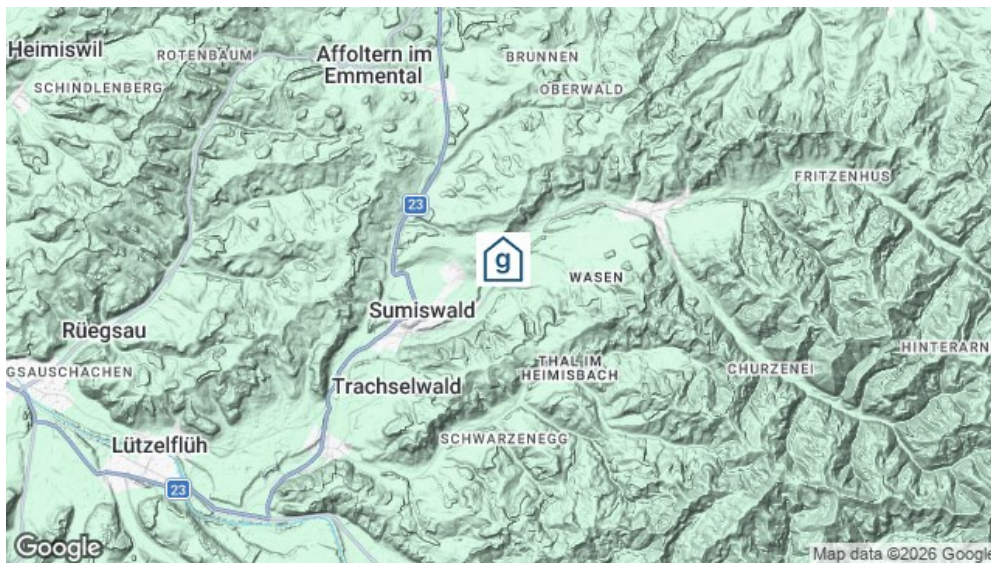 Heimiswil
ROTENBAUM
Affoltern im
Emmental
BRUNNEN
SCHINDLENBERG
OBERWALD
FRITZENHUS
23
g
WASEN
Sumiswald
Rüegsau
HINTERARN
THAL IM
HEIMISBACH
CHURZENEI
GSAUSCHACHEN
Trachselwald
SCHWARZENEGG
Lützelflüh
23
Google
Map data ©2026 Google